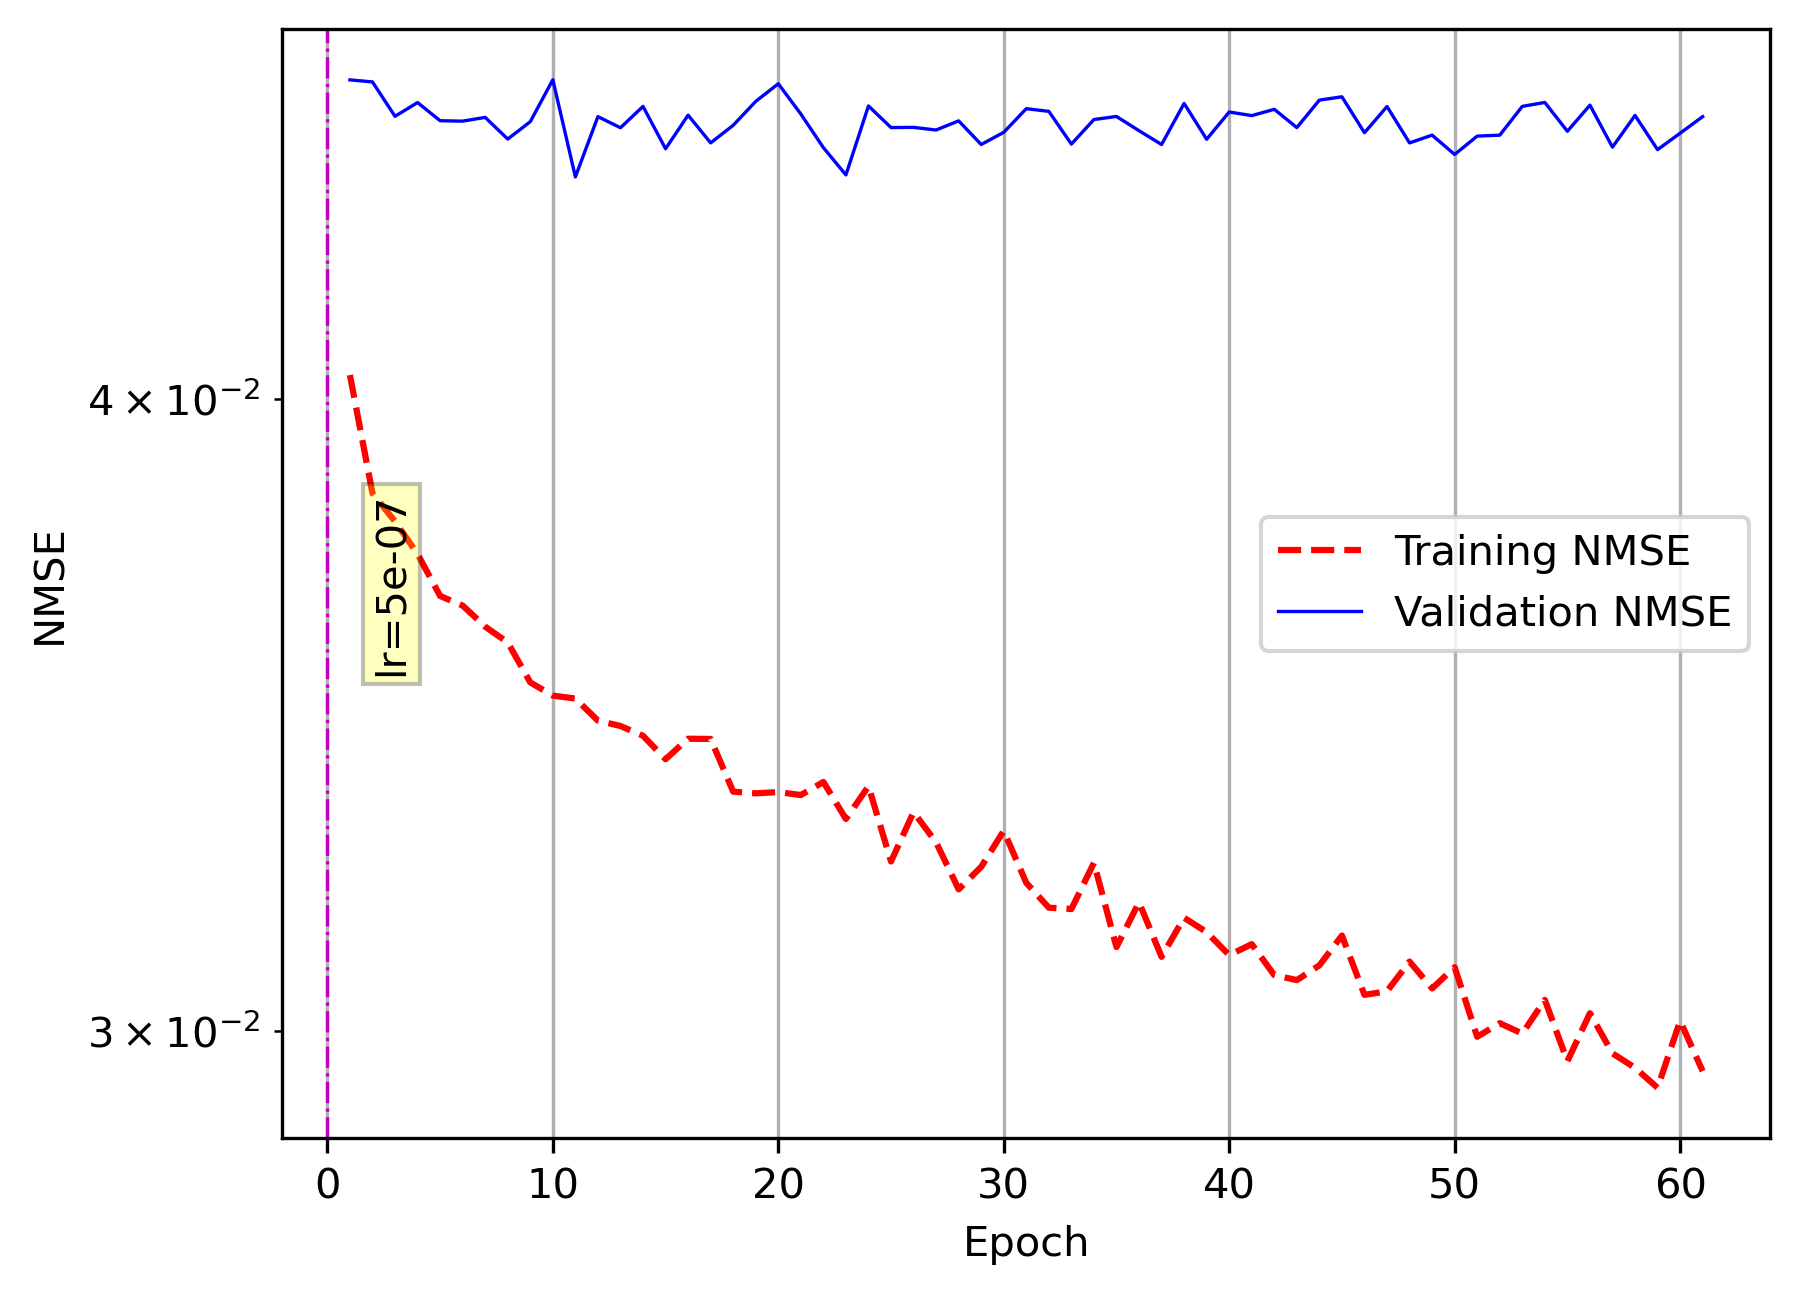 NMSE
4 × 10⁻²
3 × 10⁻²
lr=5e-07
Training NMSE
Validation NMSE
0 10 20 30 40 50 60
Epoch